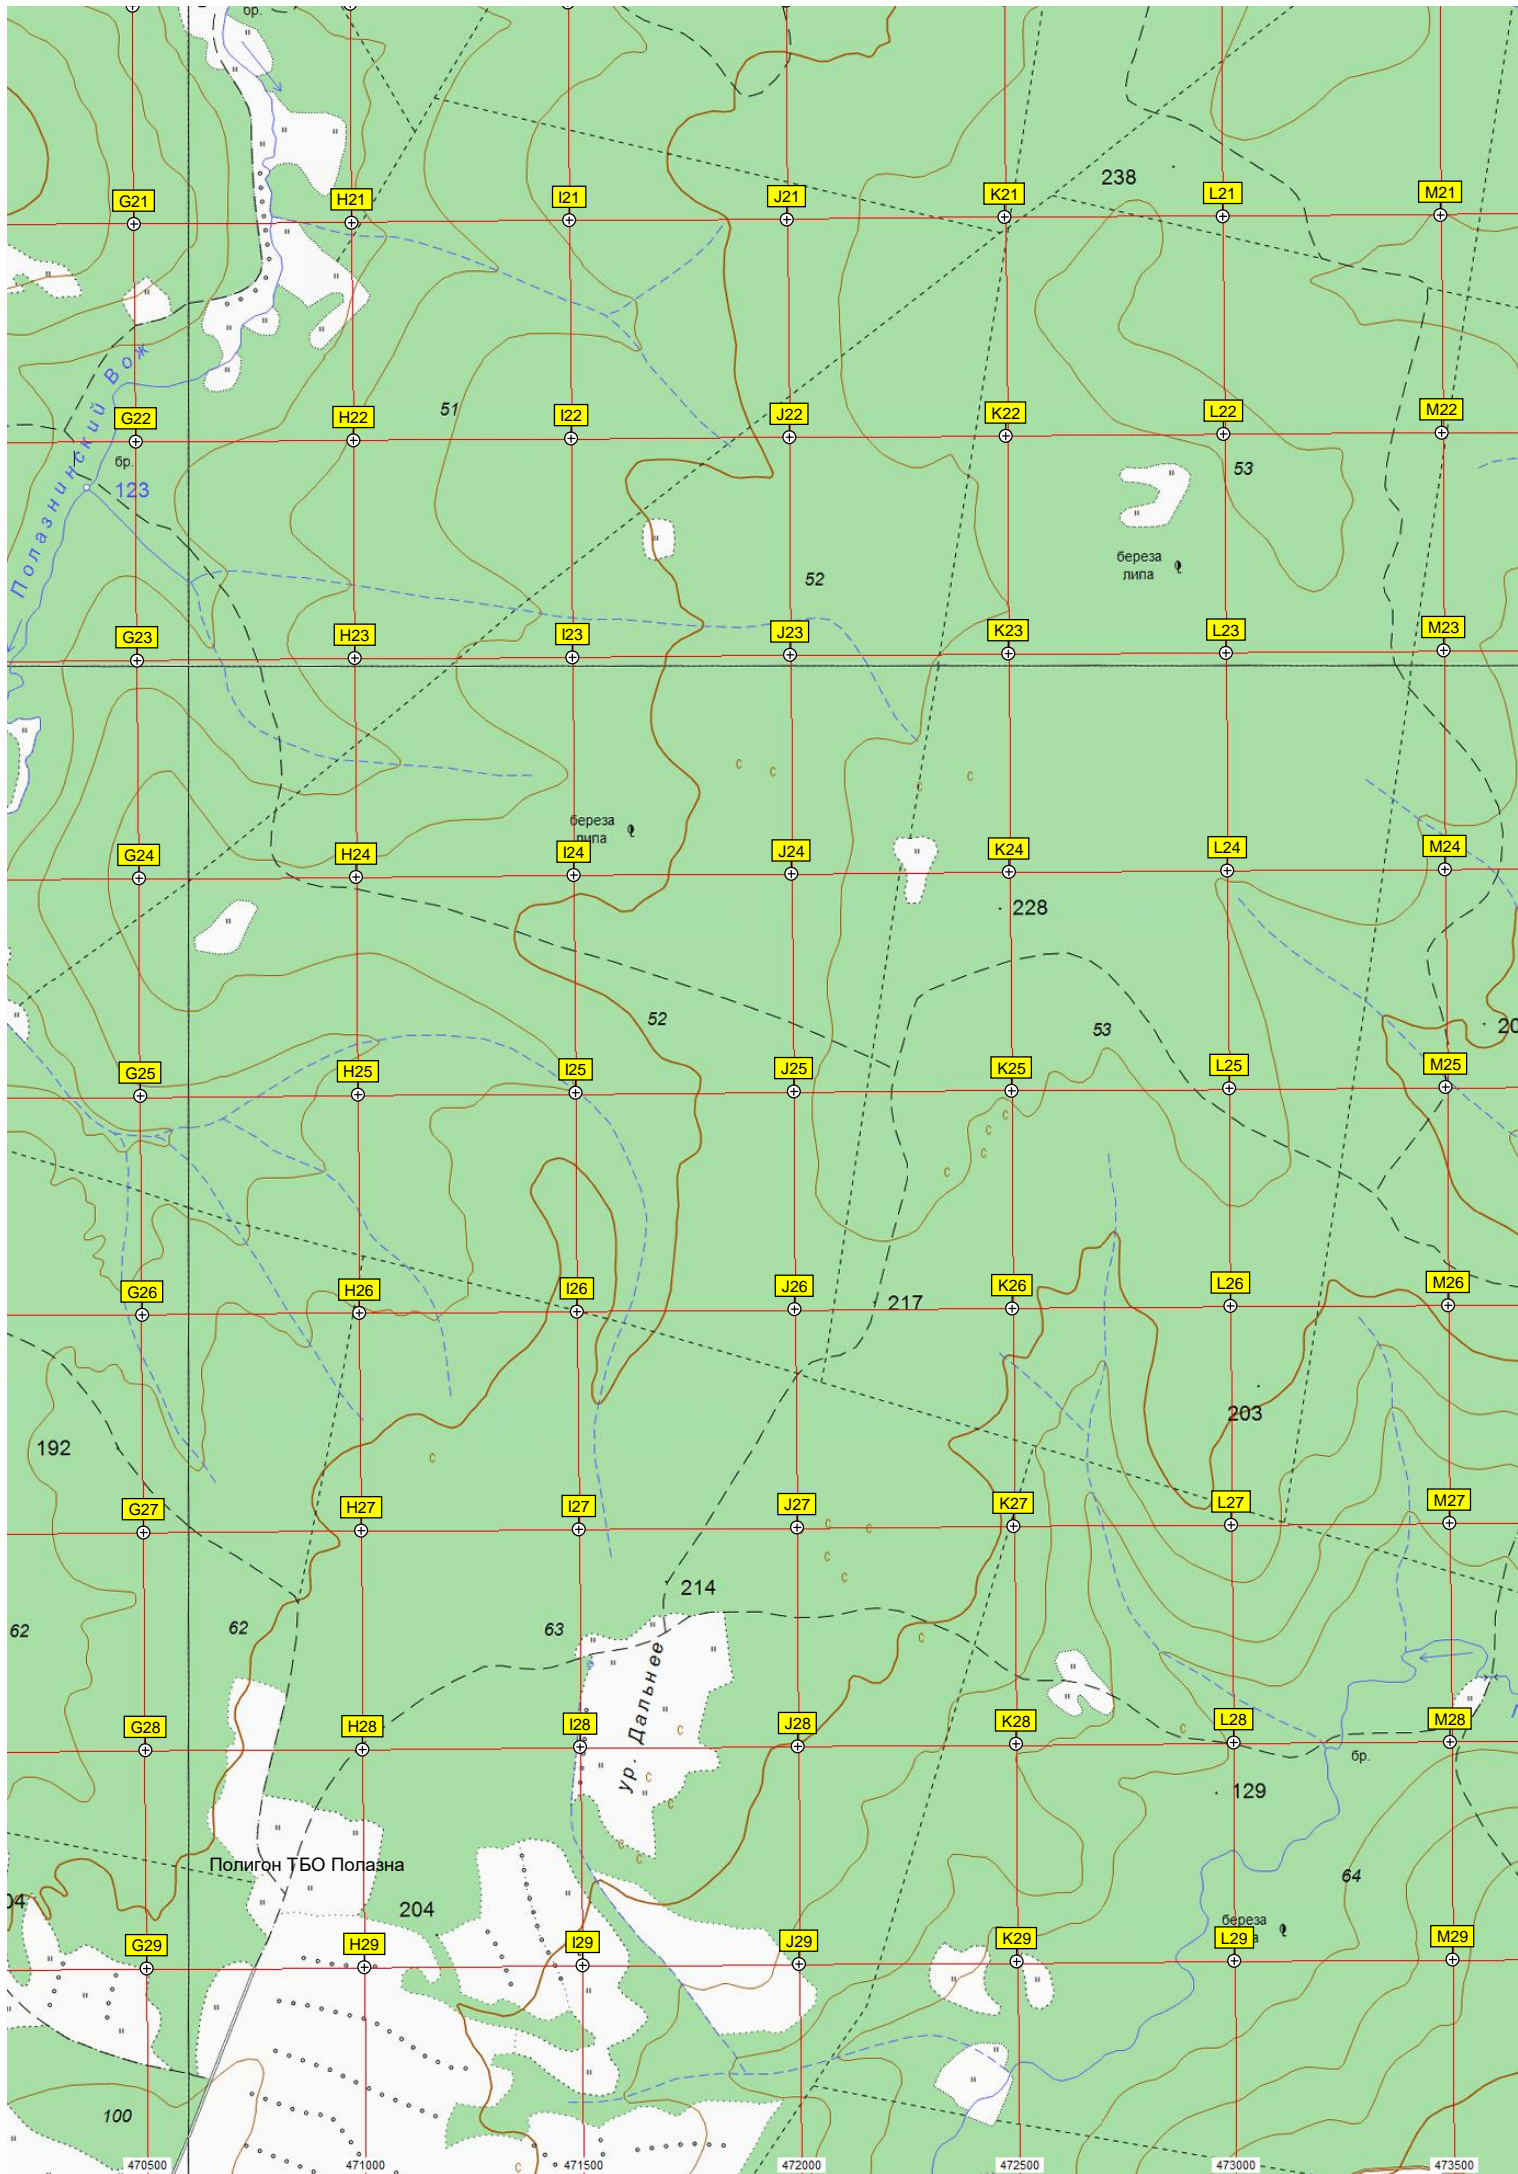 бр.
238
G21 H21 I21 J21 K21 L21 M21
Полазнинский Вож
51
G22 H22 I22 J22 K22 L22 M22
бр.
123
53
береза
липа
52
G23 H23 I23 J23 K23 L23 M23
береза
липа
G24 H24 I24 J24 K24 L24 M24
228
52
53
20
G25 H25 I25 J25 K25 L25 M25
G26 H26 I26 J26 K26 L26 M26
217
203
192
G27 H27 I27 J27 K27 L27 M27
214
62
62
63
ур. Дальнее
G28 H28 I28 J28 K28 L28 M28
бр.
129
Полигон ТБО Полазна
64
04
204
береза
G29 H29 I29 J29 K29 L29 M29
100
470500 471000 471500 472000 472500 473000 473500